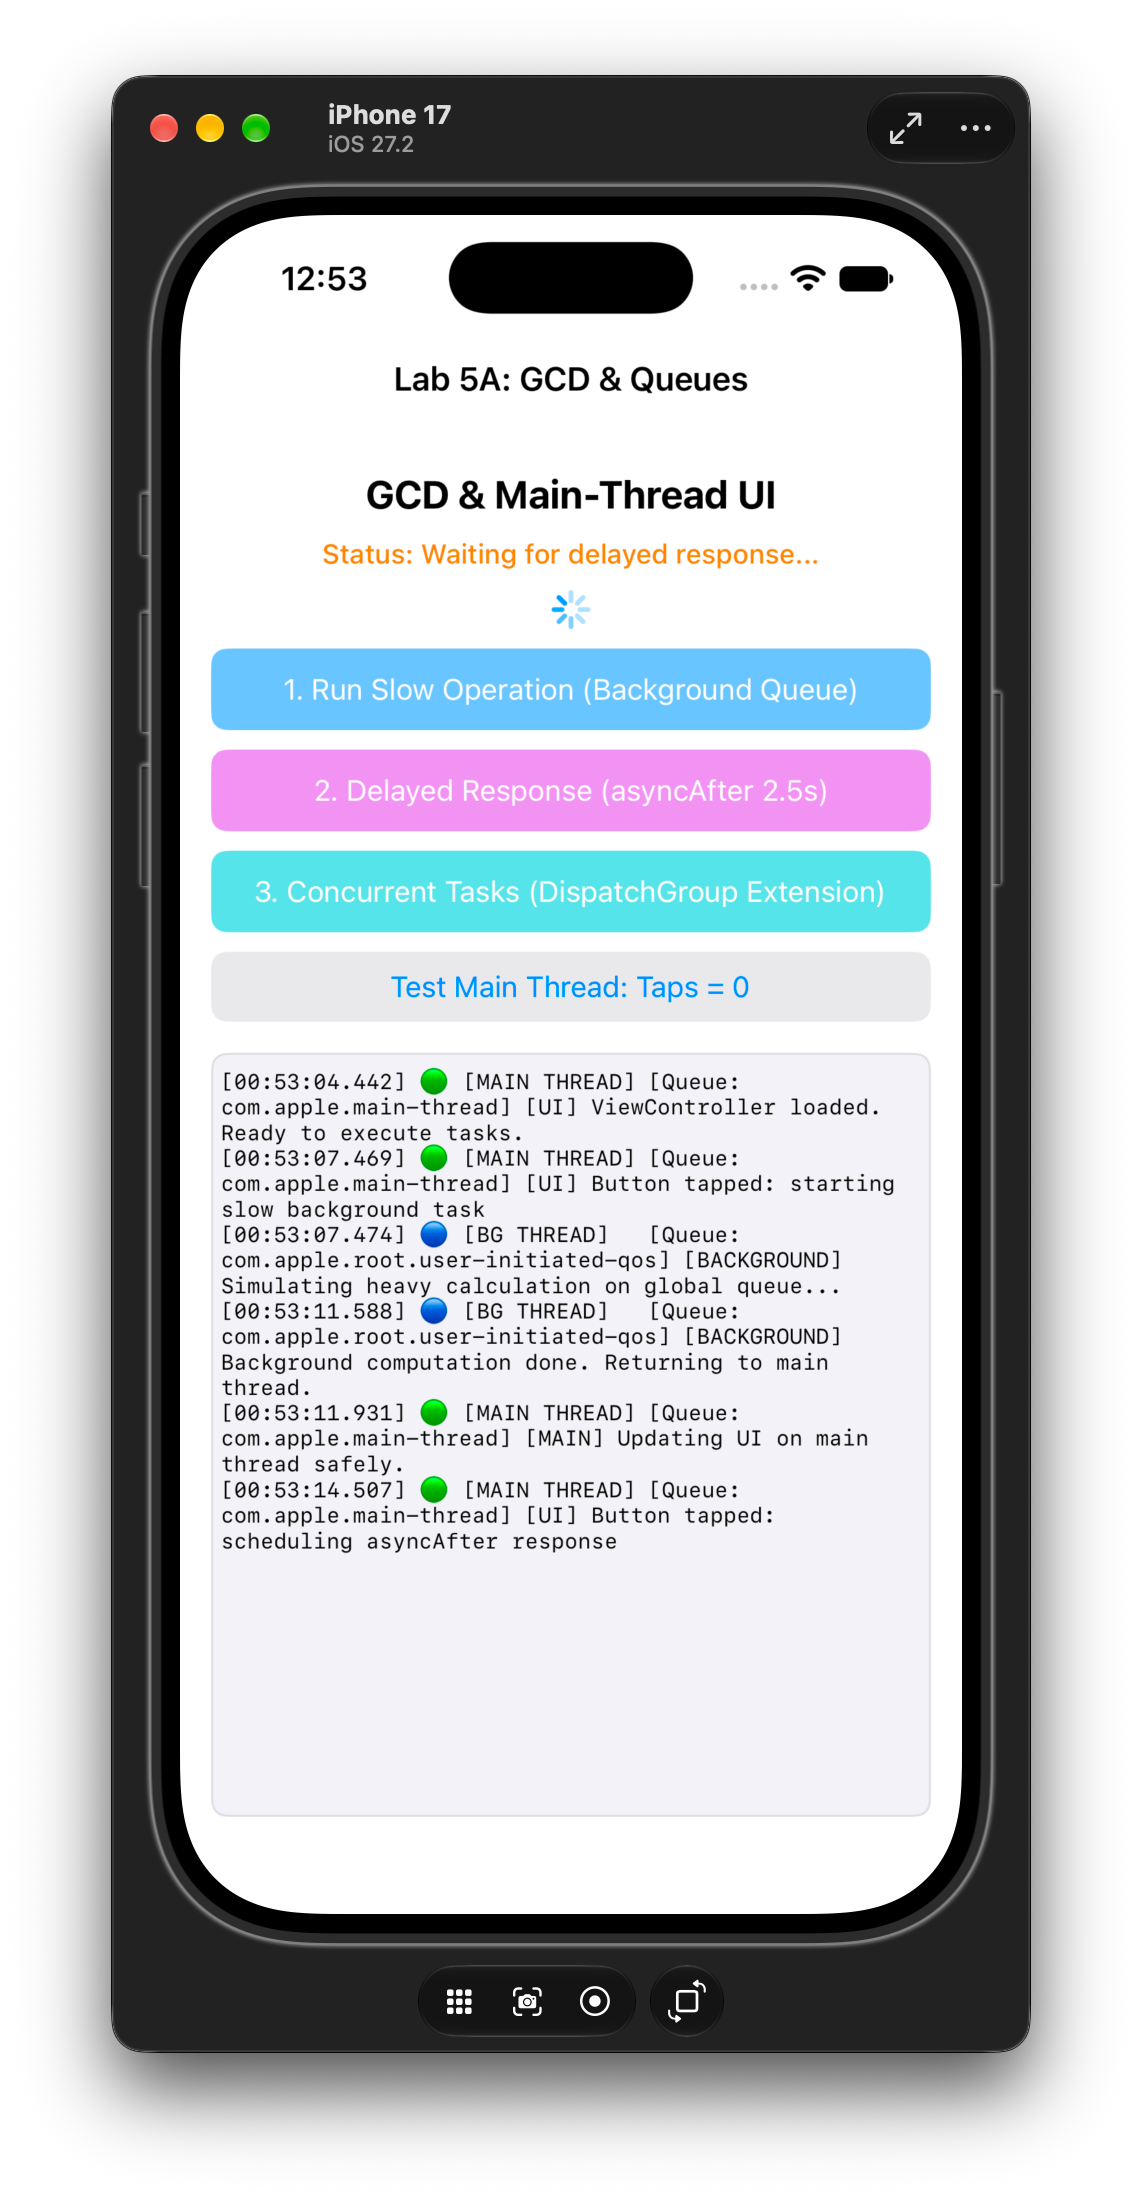 iPhone 17
iOS 27.2
12:53
Lab 5A: GCD & Queues
GCD & Main-Thread UI
Status: Waiting for delayed response...
1. Run Slow Operation (Background Queue)
2. Delayed Response (asyncAfter 2.5s)
3. Concurrent Tasks (DispatchGroup Extension)
Test Main Thread: Taps = 0
[00:53:04.442] 🟢 [MAIN THREAD] [Queue:
com.apple.main-thread] [UI] ViewController loaded.
Ready to execute tasks.
[00:53:07.469] 🟢 [MAIN THREAD] [Queue:
com.apple.main-thread] [UI] Button tapped: starting
slow background task
[00:53:07.474] 🔵 [BG THREAD]   [Queue:
com.apple.root.user-initiated-qos] [BACKGROUND]
Simulating heavy calculation on global queue...
[00:53:11.588] 🔵 [BG THREAD]   [Queue:
com.apple.root.user-initiated-qos] [BACKGROUND]
Background computation done. Returning to main
thread.
[00:53:11.931] 🟢 [MAIN THREAD] [Queue:
com.apple.main-thread] [MAIN] Updating UI on main
thread safely.
[00:53:14.507] 🟢 [MAIN THREAD] [Queue:
com.apple.main-thread] [UI] Button tapped:
scheduling asyncAfter response